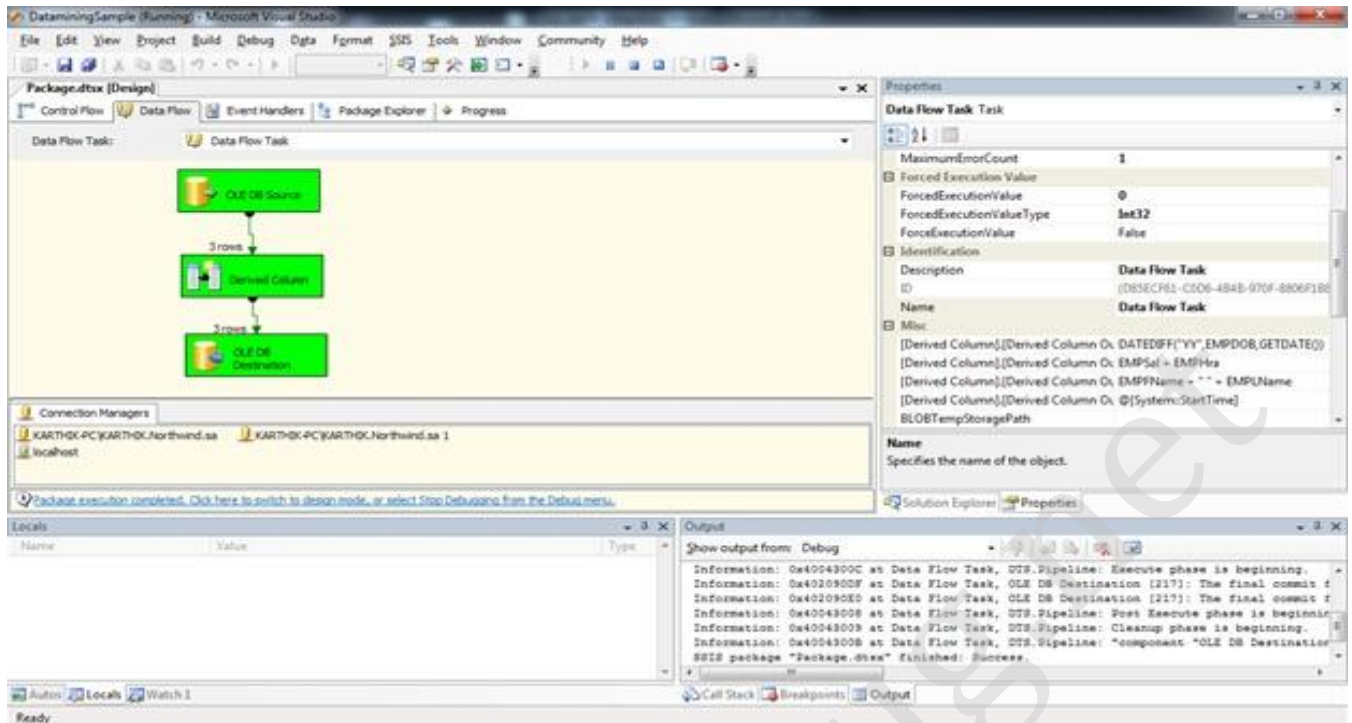 DataminingSample (Running) - Microsoft Visual Studio
File Edit View Project Build Debug Data Format SSIS Tools Window Community Help
Package.dtsx [Design]
Control Flow Data Flow Event Handlers Package Explorer Progress
Data Flow Task: Data Flow Task
OLE DB Source
3 rows
Derived Column
3 rows
OLE DB
Destination
Connection Managers
KARTHIK-PC\KARTHIK.Northwind.sa KARTHIK-PC\KARTHIK.Northwind.sa 1
localhost
Package execution completed. Click here to switch to design mode, or select Stop Debugging from the Debug menu.
Properties
Data Flow Task Task
MaximumErrorCount 1
Forced Execution Value
ForcedExecutionValue 0
ForcedExecutionValueType Int32
ForceExecutionValue False
Identification
Description Data Flow Task
ID
Name Data Flow Task
Misc
[Derived Column].[Derived Column Ou DATEDIFF("YY",EMPDOB,GETDATE())
[Derived Column].[Derived Column Ou EMPSal + EMPHra
[Derived Column].[Derived Column Ou EMPFName + " " + EMPLName
[Derived Column].[Derived Column Ou @[System::StartTime]
BLOBTempStoragePath
Name
Specifies the name of the object.
Solution Explorer Properties
Locals
Name Value Type
Autos Locals Watch 1
Output
Show output from: Debug
Information: 0x4004300C at Data Flow Task, DTS.Pipeline: Execute phase is beginning.
Information: 0x402090DF at Data Flow Task, OLE DB Destination [217]: The final commit f
Information: 0x402090E0 at Data Flow Task, OLE DB Destination [217]: The final commit f
Information: 0x40043008 at Data Flow Task, DTS.Pipeline: Post Execute phase is beginnin
Information: 0x40043009 at Data Flow Task, DTS.Pipeline: Cleanup phase is beginning.
Information: 0x4004300B at Data Flow Task, DTS.Pipeline: "component "OLE DB Destination
SSIS package "Package.dtsx" finished: Success.
Call Stack Breakpoints Output
Ready